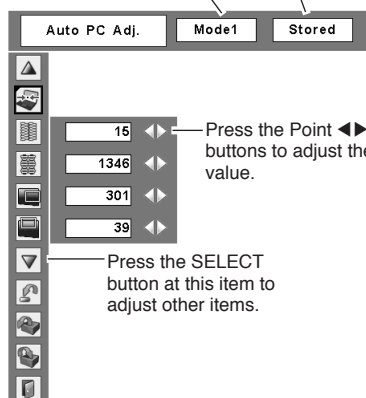 Auto PC Adj. Mode1 Stored
15
1346
301
39
Press the Point ◀▶
buttons to adjust the
value.
Press the SELECT
button at this item to
adjust other items.